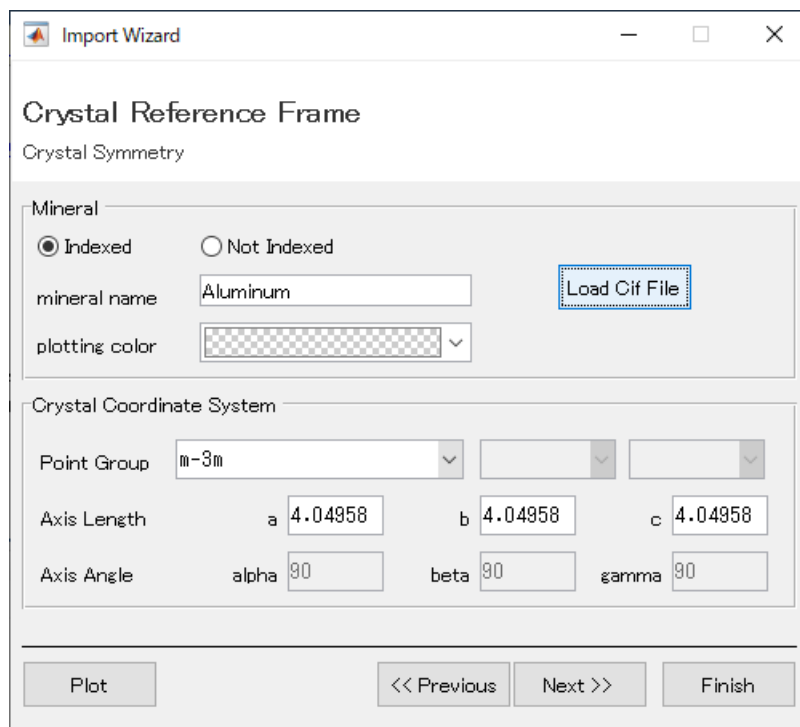 Import Wizard
Crystal Reference Frame
Crystal Symmetry
Mineral
Indexed Not Indexed
mineral name Aluminum Load Cif File
plotting color
Crystal Coordinate System
Point Group m-3m
Axis Length a 4.04958 b 4.04958 c 4.04958
Axis Angle alpha 90 beta 90 gamma 90
Plot << Previous Next >> Finish